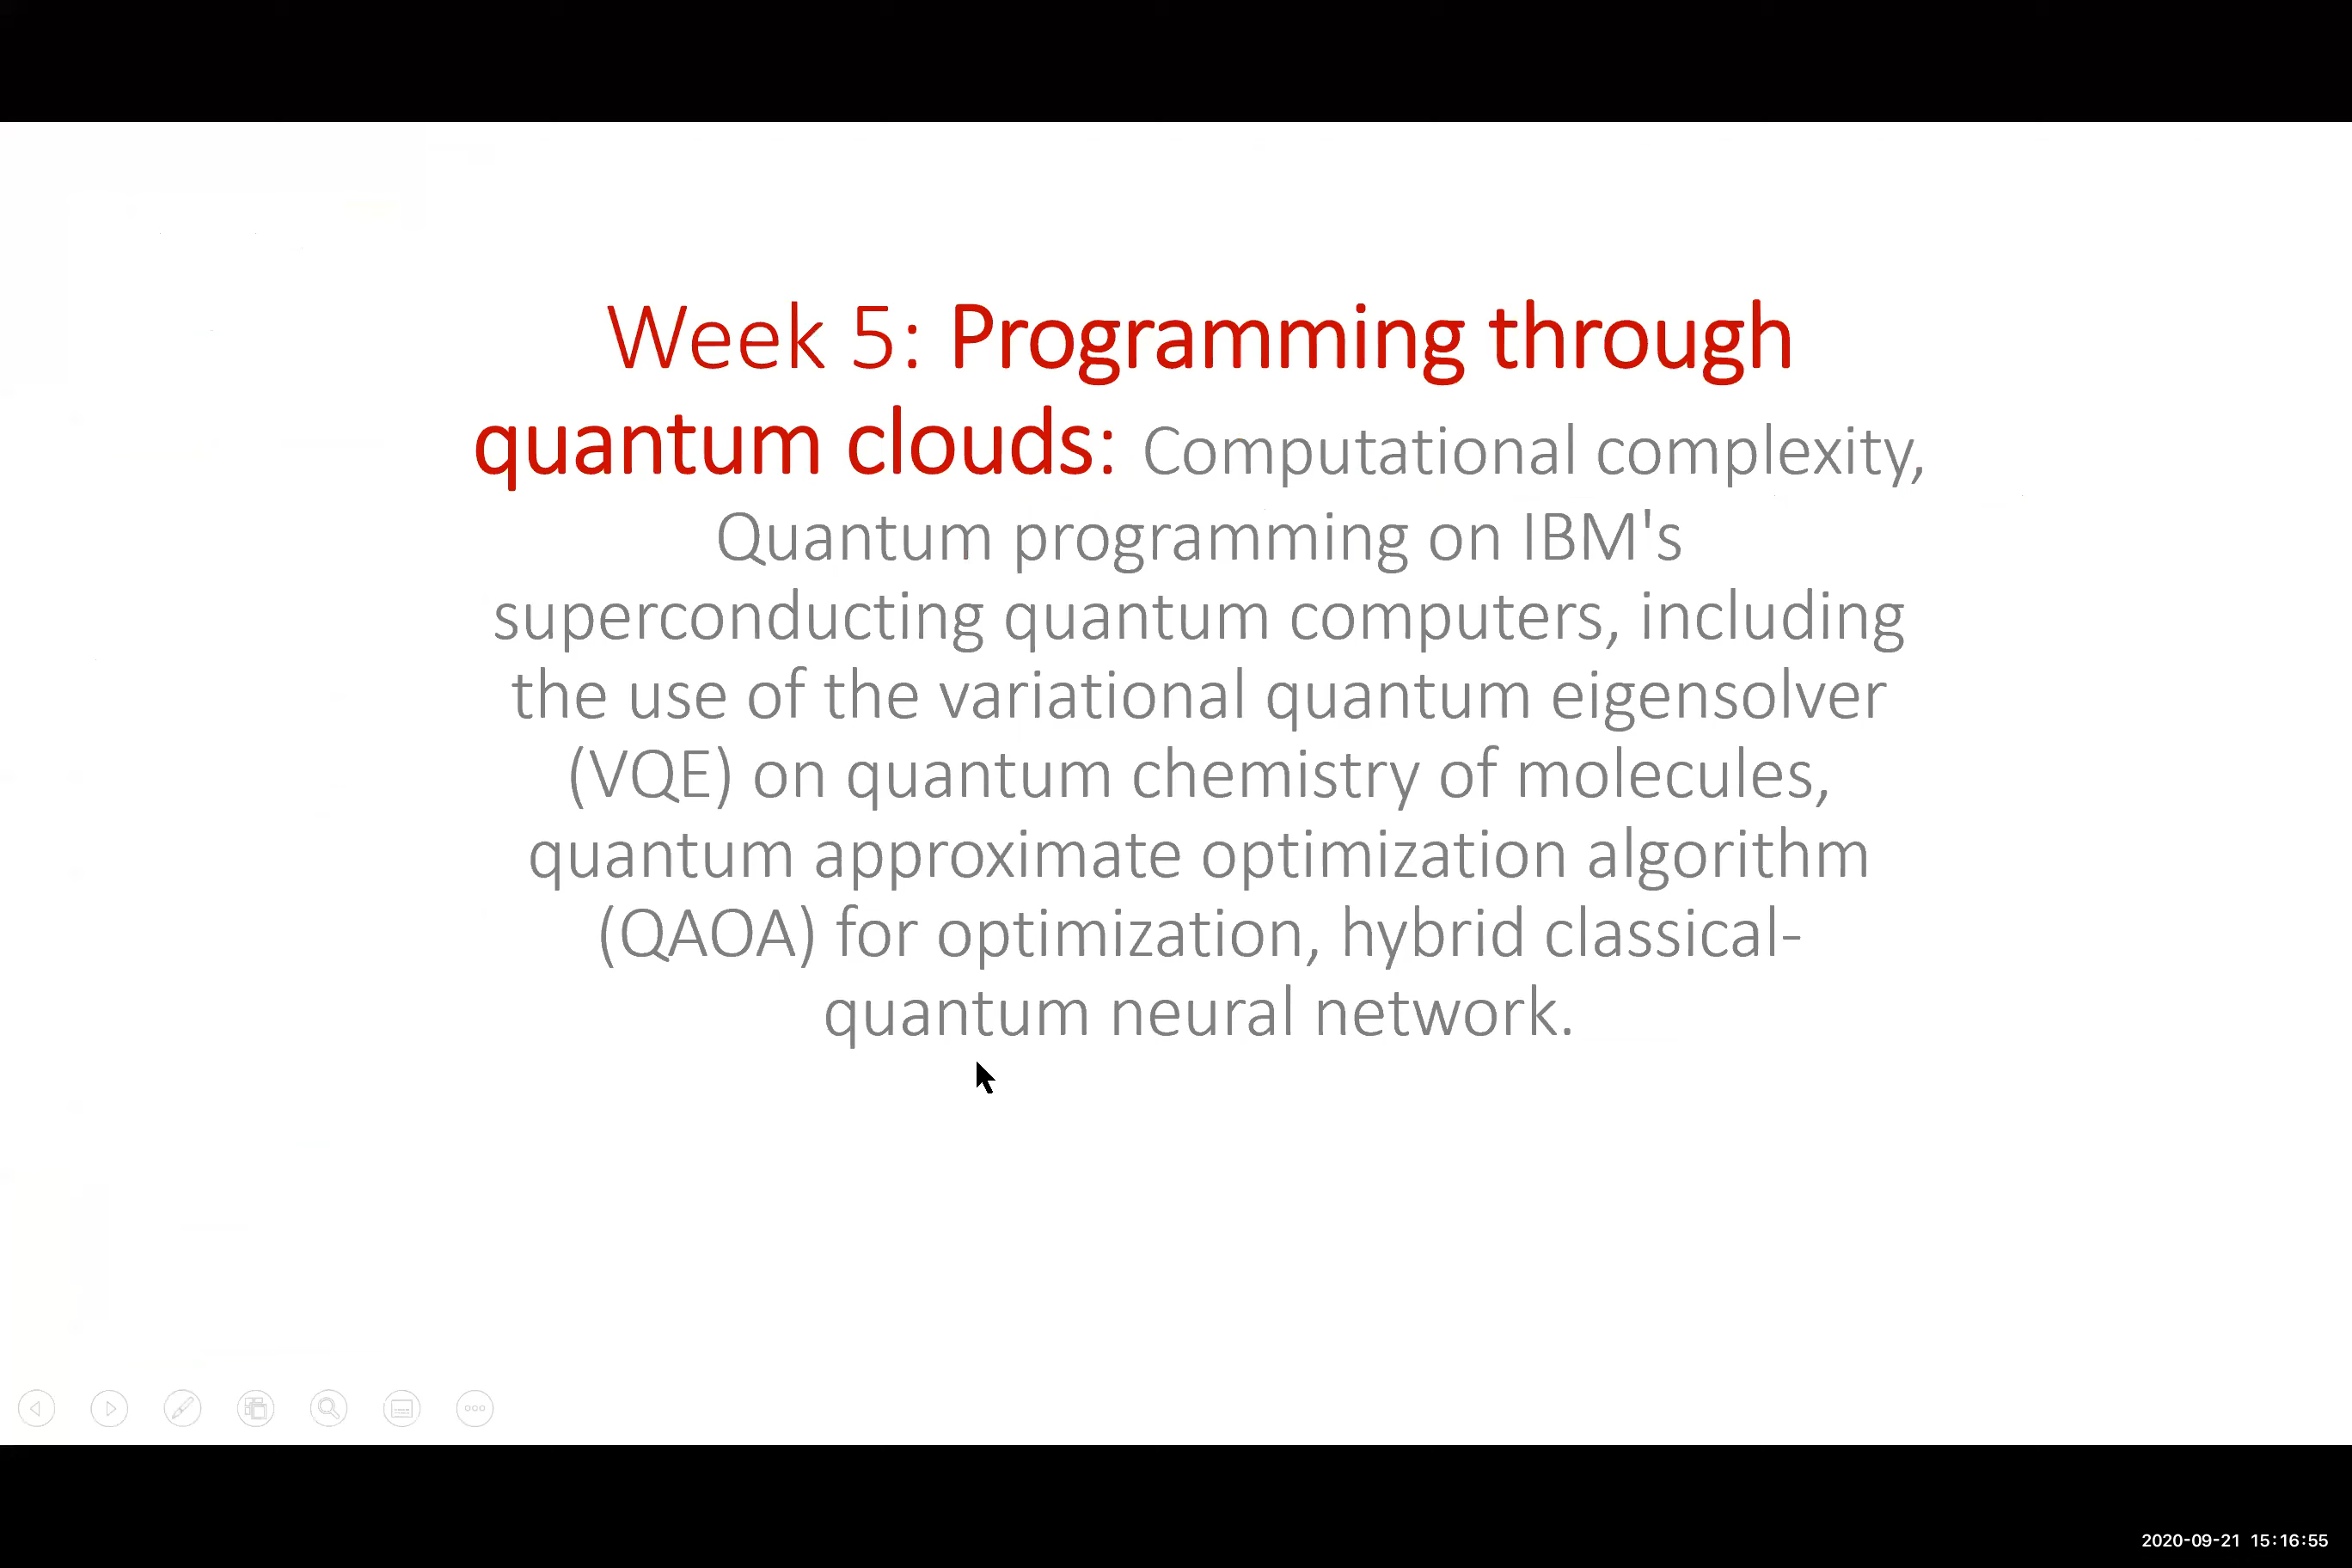 Week 5: Programming through
quantum clouds: Computational complexity,
Quantum programming on IBM's
superconducting quantum computers, including
the use of the variational quantum eigensolver
(VQE) on quantum chemistry of molecules,
quantum approximate optimization algorithm
(QAOA) for optimization, hybrid classical-
quantum neural network.
2020-09-21 15:16:55